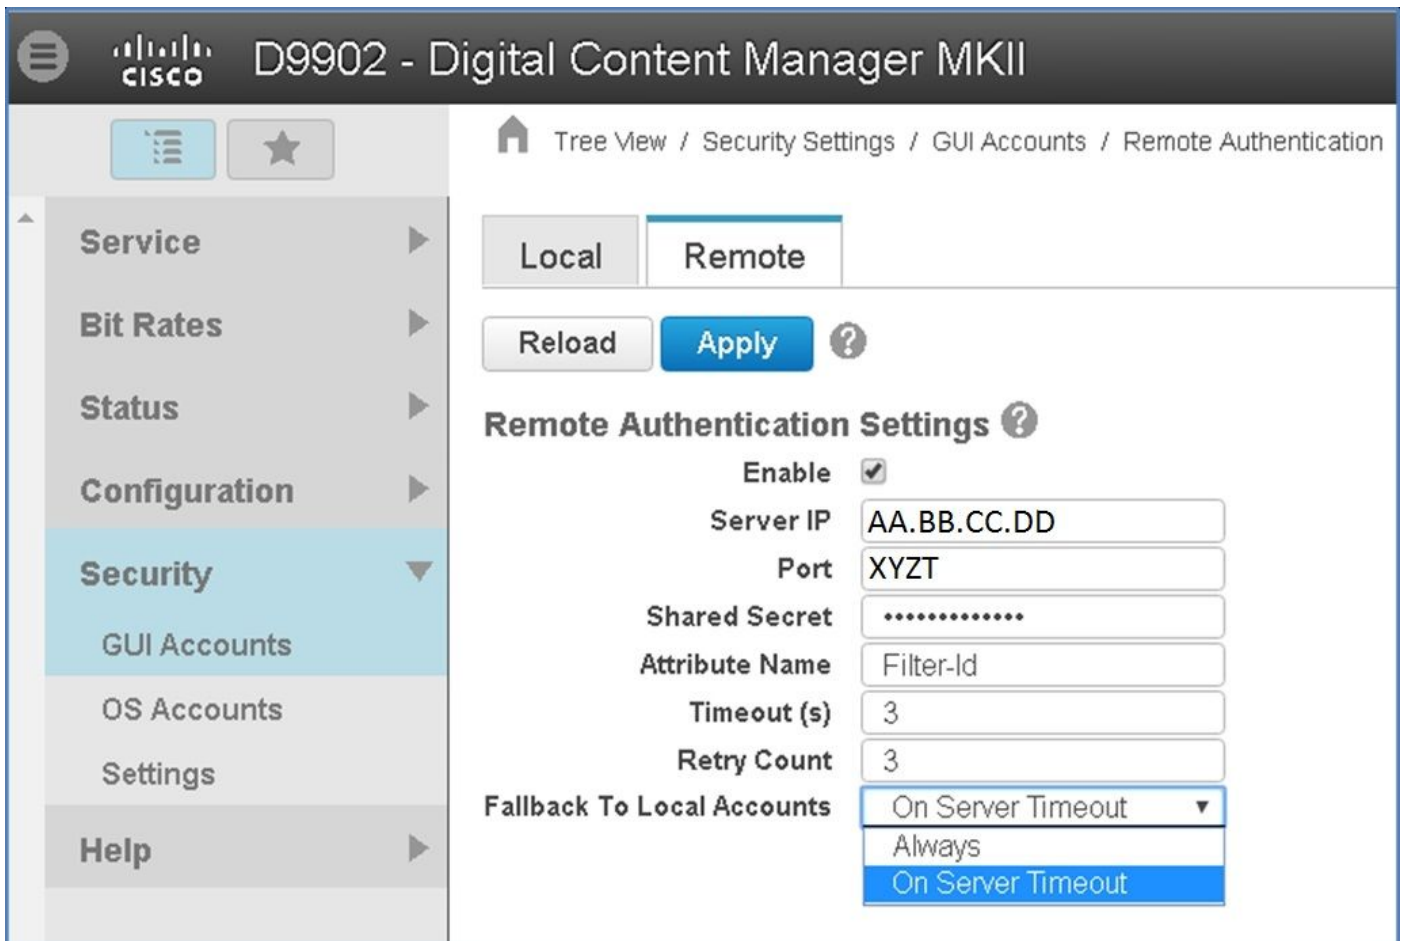 CISCO D9902 - Digital Content Manager MKII
Tree View / Security Settings / GUI Accounts / Remote Authentication
Service
Bit Rates
Status
Configuration
Security
GUI Accounts
OS Accounts
Settings
Help
Local Remote
Reload Apply ?
Remote Authentication Settings ?
Enable
Server IP AA.BB.CC.DD
Port XYZT
Shared Secret •••••••••••••
Attribute Name Filter-Id
Timeout (s) 3
Retry Count 3
Fallback To Local Accounts On Server Timeout
Always
On Server Timeout